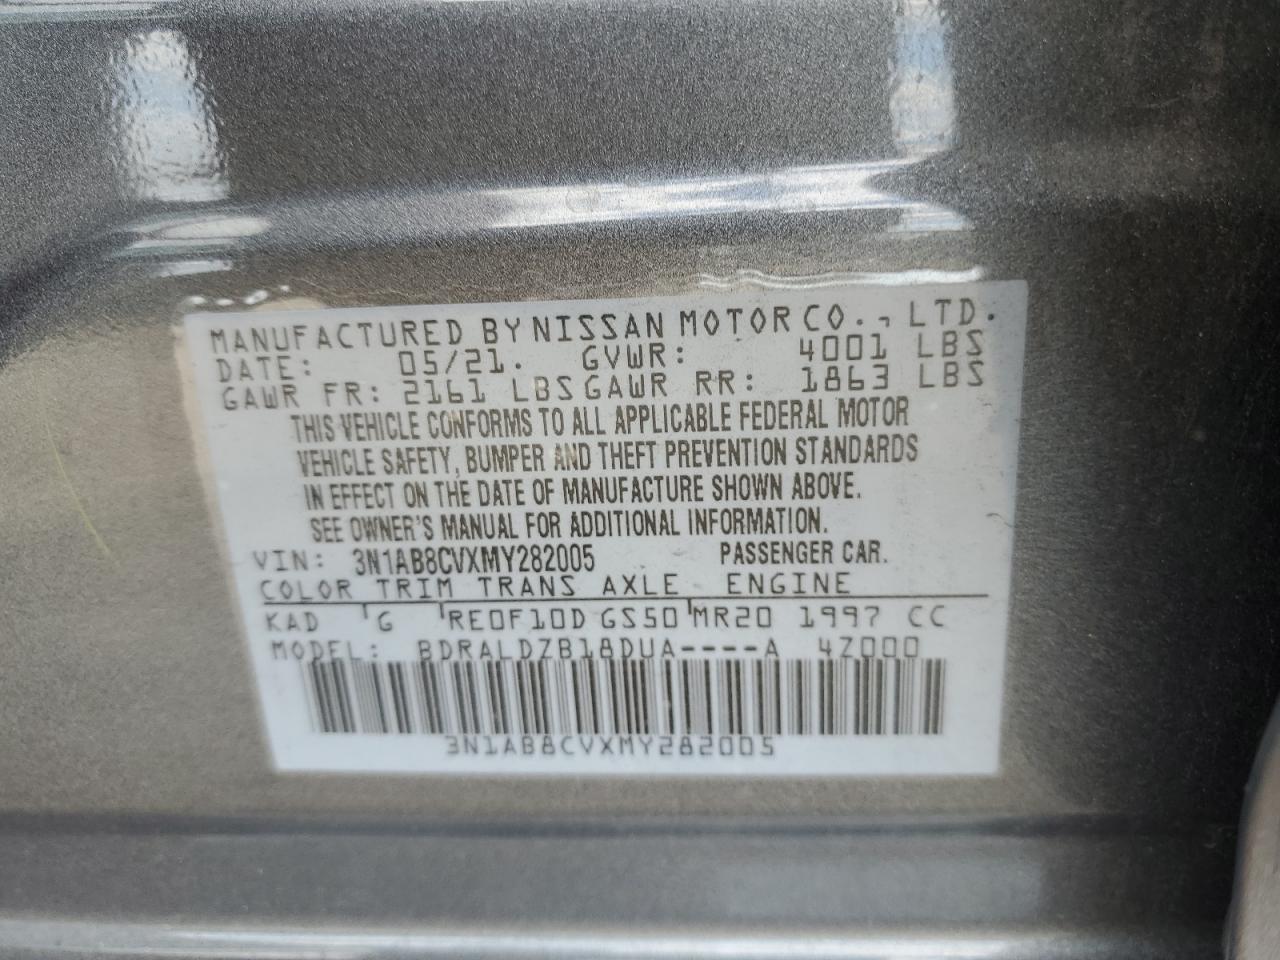 MANUFACTURED BY NISSAN MOTOR CO., LTD.
DATE: 05/21. GVWR: 4001 LBS
GAWR FR: 2161 LBS GAWR RR: 1863 LBS
THIS VEHICLE CONFORMS TO ALL APPLICABLE FEDERAL MOTOR
VEHICLE SAFETY, BUMPER AND THEFT PREVENTION STANDARDS
IN EFFECT ON THE DATE OF MANUFACTURE SHOWN ABOVE.
SEE OWNER'S MANUAL FOR ADDITIONAL INFORMATION.
VIN: 3N1AB8CVXMY282005 PASSENGER CAR.
COLOR TRIM TRANS AXLE ENGINE
KAD G RE0F10D GS50 MR20 1997 CC
MODEL: BDRALDZB18DUA----A 4Z000
3N1AB8CVXMY282005